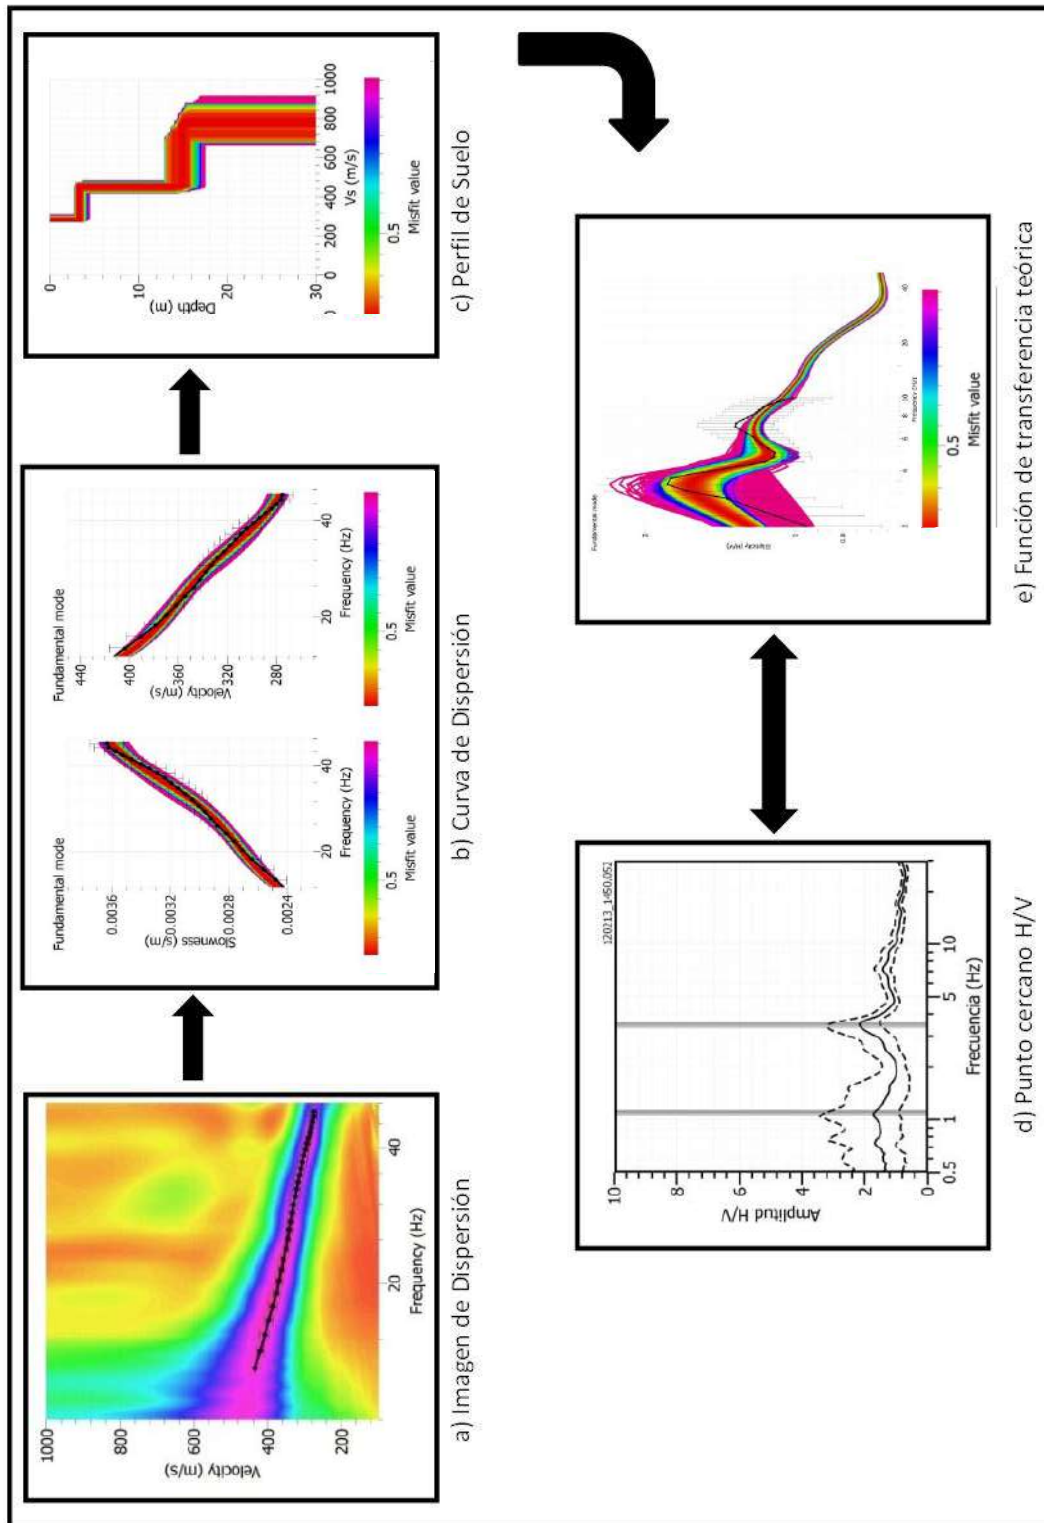 1000
800
600
400
200
Velocity (m/s)
20
40
Frequency (Hz)
a) Imagen de Dispersión
Fundamental mode
0.0036
0.0032
0.0028
0.0024
Slowness (s/m)
20
40
Frequency (Hz)
0.5
Misfit value
Fundamental mode
440
400
360
320
280
Velocity (m/s)
20
40
Frequency (Hz)
0.5
Misfit value
b) Curva de Dispersión
0
10
20
30
Depth (m)
0
200
400
600
800
1000
Vs (m/s)
0.5
Misfit value
c) Perfil de Suelo
120213_1450.052
10
8
6
4
2
0
Amplitud H/V
0.5
1
5
10
Frecuencia (Hz)
d) Punto cercano H/V
Fundamental mode
2
1
20
40
0.5
Misfit value
e) Función de transferencia teórica